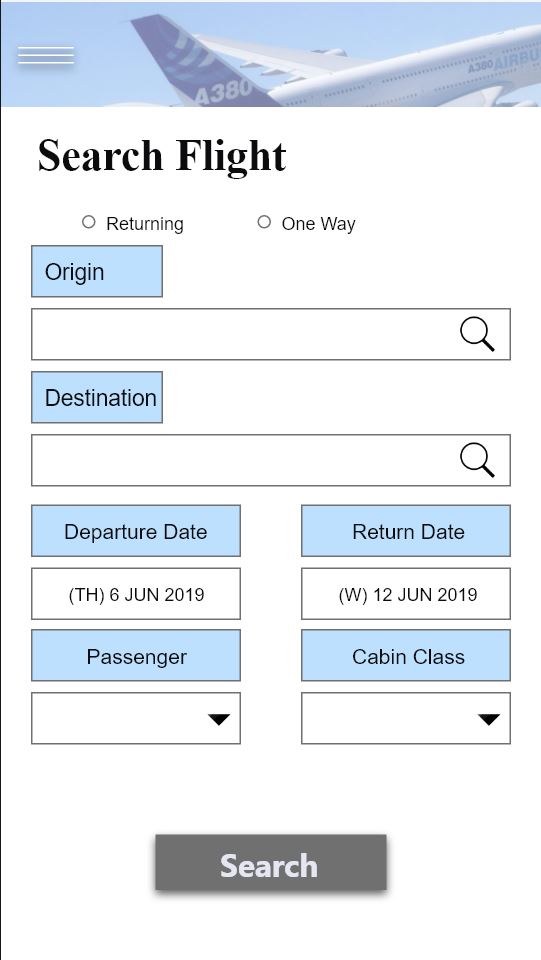 A380
A380 AIRBUS
Search Flight
Returning One Way
Origin
Destination
Departure Date Return Date
(TH) 6 JUN 2019 (W) 12 JUN 2019
Passenger Cabin Class
Search